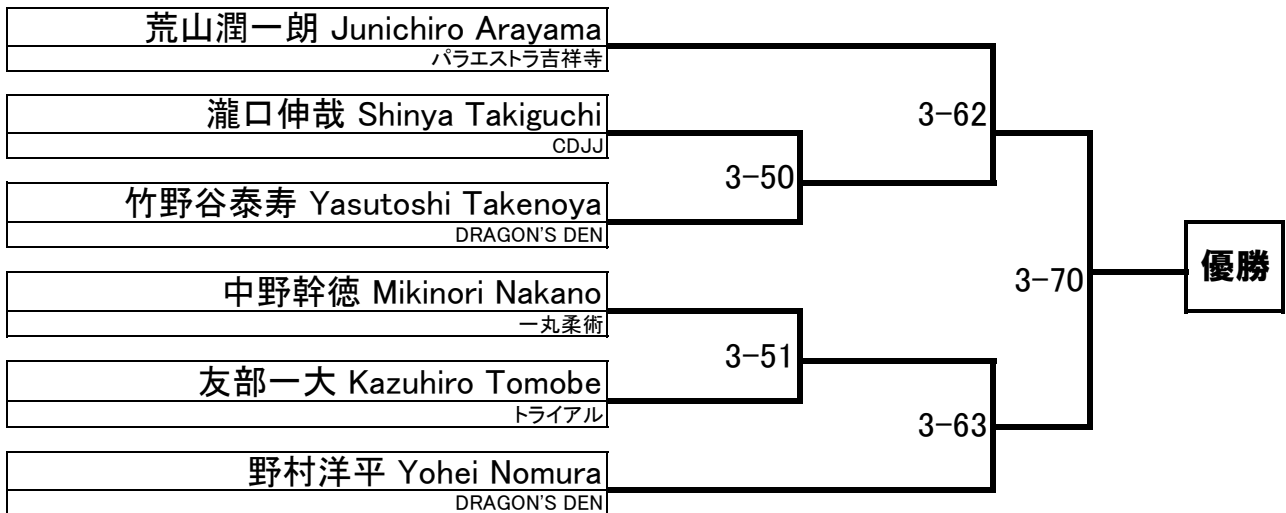 荒山潤一朗 Junichiro Arayama
パラエストラ吉祥寺
瀧口伸哉 Shinya Takiguchi
CDJJ
3-62
3-50
竹野谷泰寿 Yasutoshi Takenoya
DRAGON'S DEN
優勝
3-70
中野幹徳 Mikinori Nakano
一丸柔術
3-51
友部一大 Kazuhiro Tomobe
トライアル
3-63
野村洋平 Yohei Nomura
DRAGON'S DEN